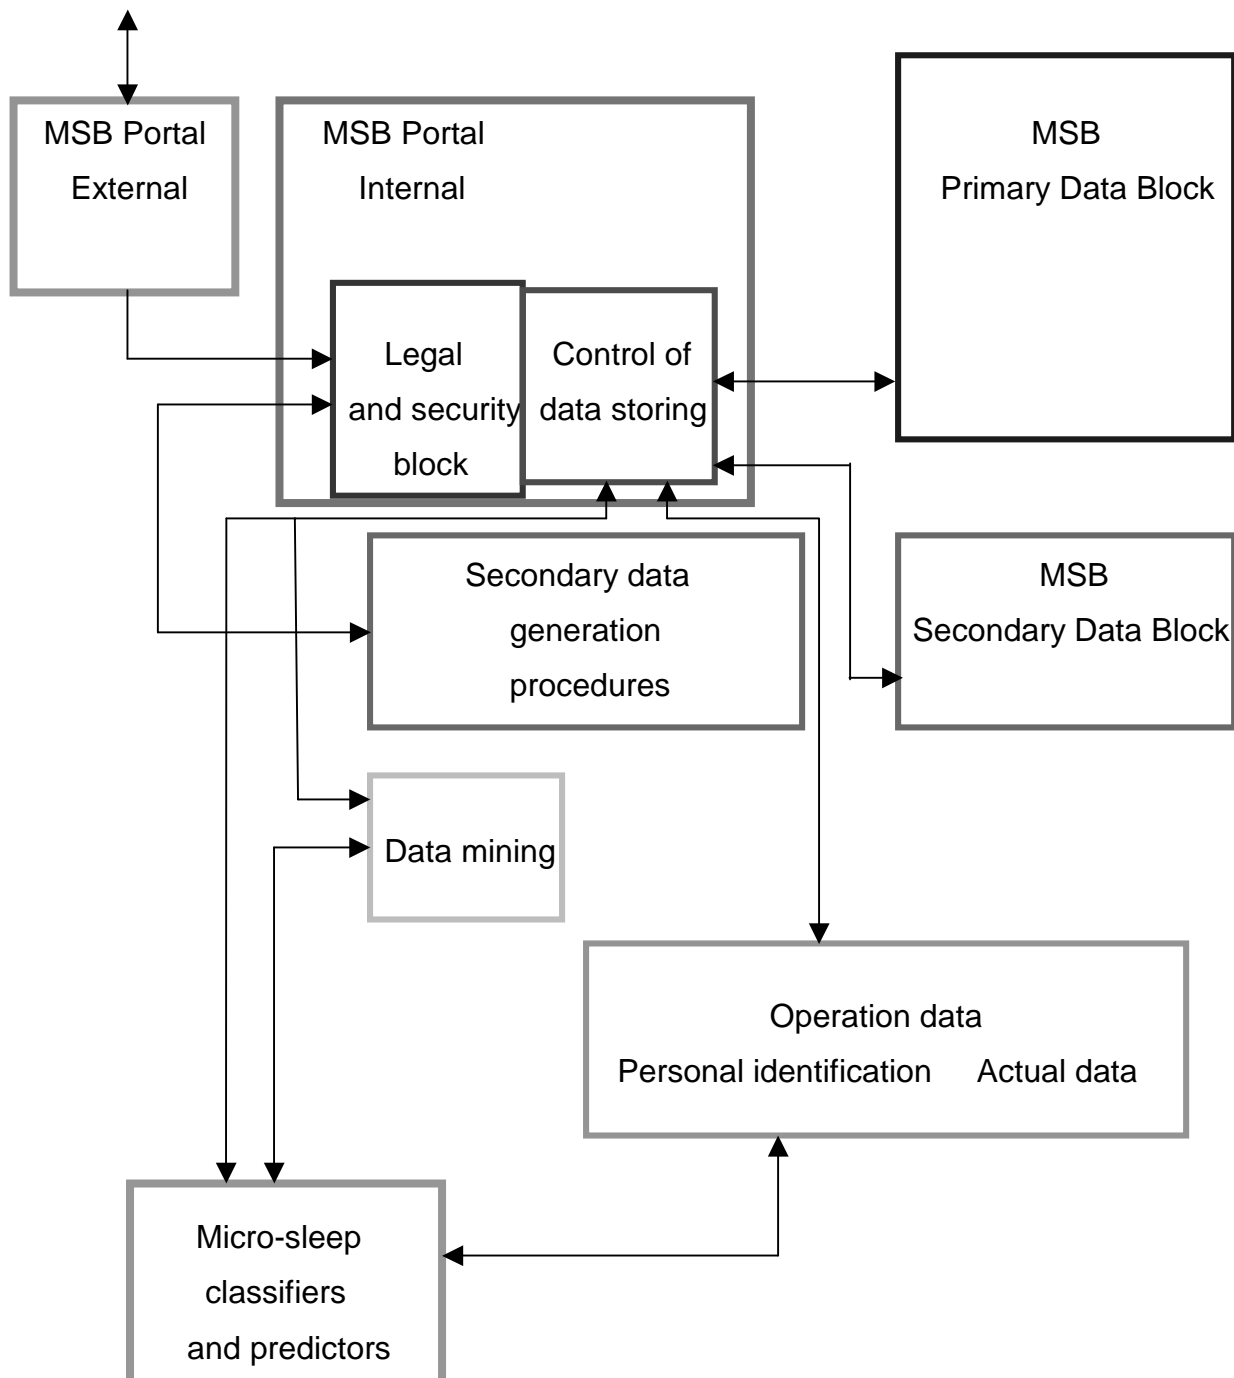 MSB Portal
External
MSB Portal
Internal
MSB
Primary Data Block
Legal
and security
block
Control of
data storing
Secondary data
generation
procedures
MSB
Secondary Data Block
Data mining
Operation data
Personal identification Actual data
Micro-sleep
classifiers
and predictors